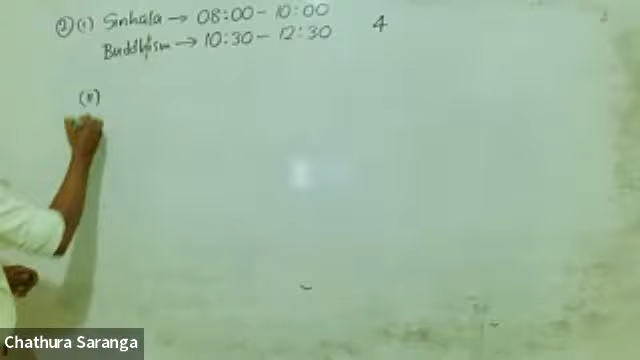 ② (i) Sinhala → 08:00 - 10:00
Buddhism → 10:30 - 12:30
4
(ii)
Chathura Saranga